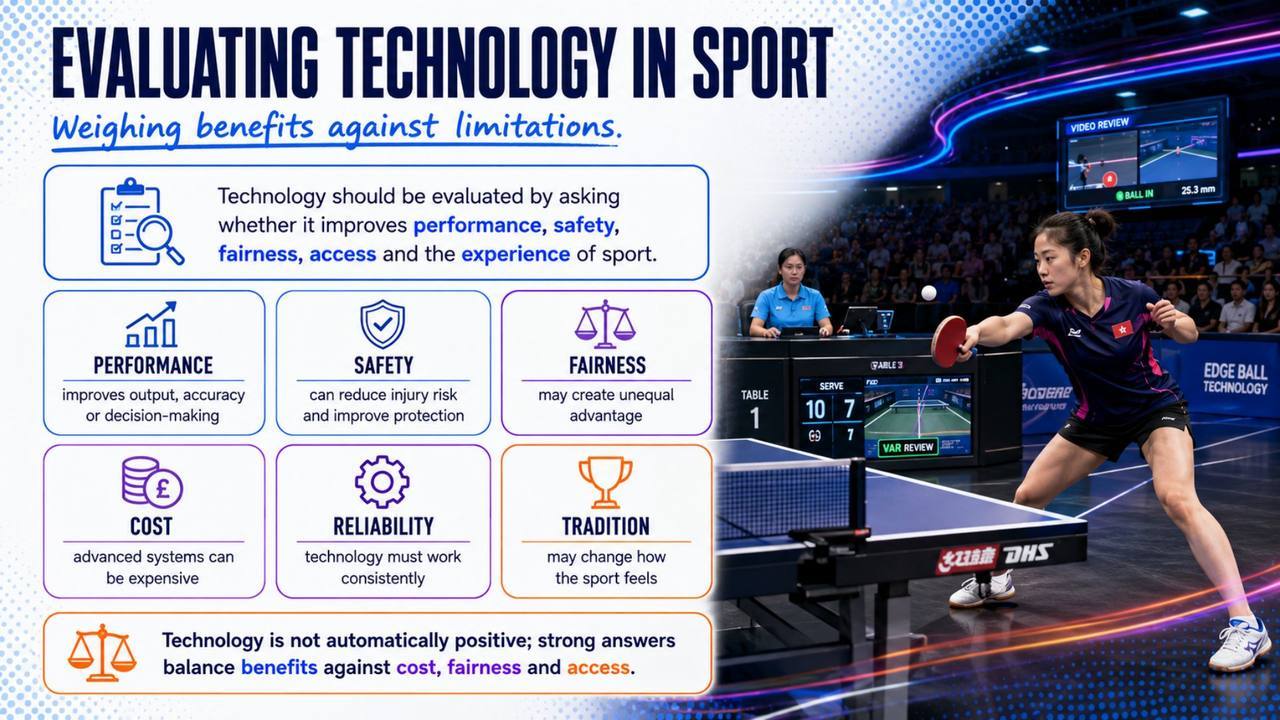 EVALUATING TECHNOLOGY IN SPORT
Weighing benefits against limitations.
Technology should be evaluated by asking
whether it improves performance, safety,
fairness, access and the experience of sport.
PERFORMANCE
improves output, accuracy
or decision-making
SAFETY
can reduce injury risk
and improve protection
FAIRNESS
may create unequal
advantage
£
COST
advanced systems can
be expensive
RELIABILITY
technology must work
consistently
TRADITION
may change how
the sport feels
Technology is not automatically positive; strong answers
balance benefits against cost, fairness and access.
VIDEO REVIEW
BALL IN
25.3 mm
TABLE
1
SERVE
10 7
7
VAR REVIEW
EDGE BALL
TECHNOLOGY
DHS